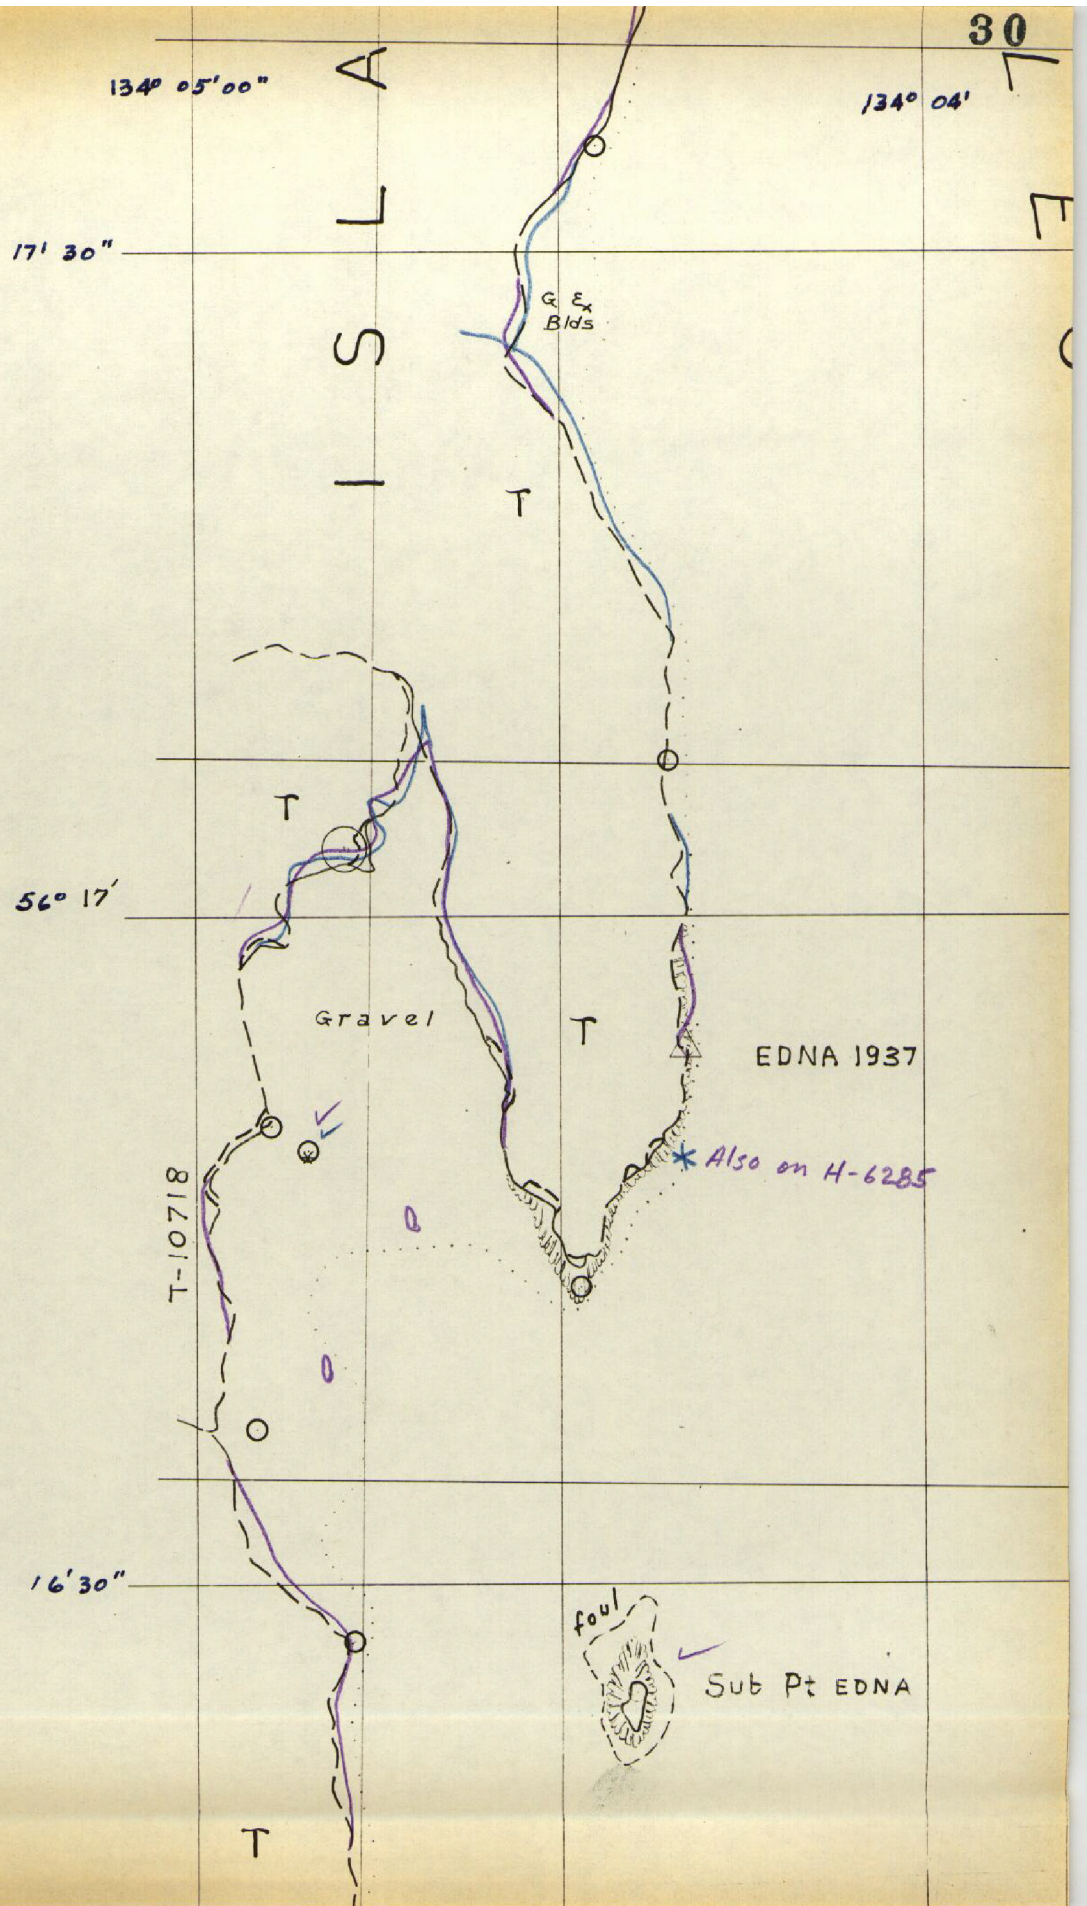 30
134° 05'00"
134° 04'
I S L A
17' 30"
G Ex
Blds
T
T
56° 17'
Gravel
T
EDNA 1937
Also on H-6285
T-10718
16'30"
foul
Sub Pt EDNA
T